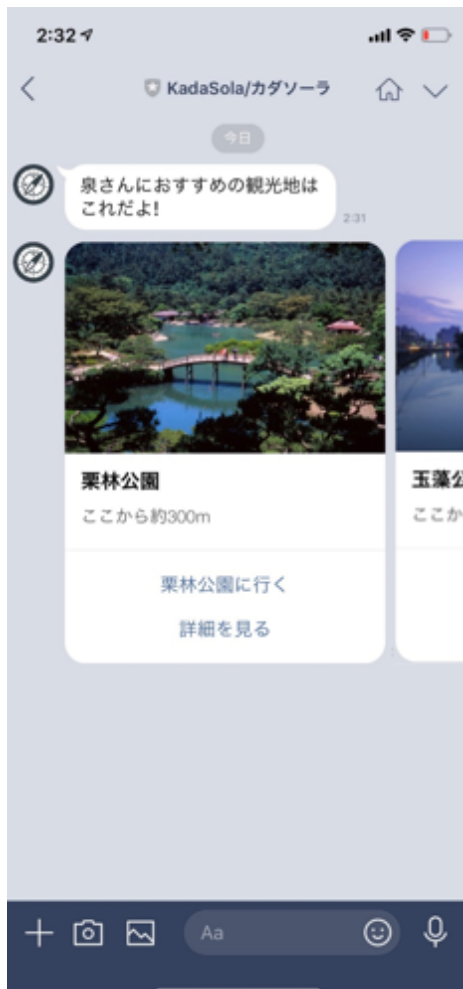 2:32
KadaSola/カダソーラ
今日
泉さんにおすすめの観光地は
これだよ!
2:31
栗林公園
ここから約300m
栗林公園に行く
詳細を見る
玉藻公
ここか
Aa